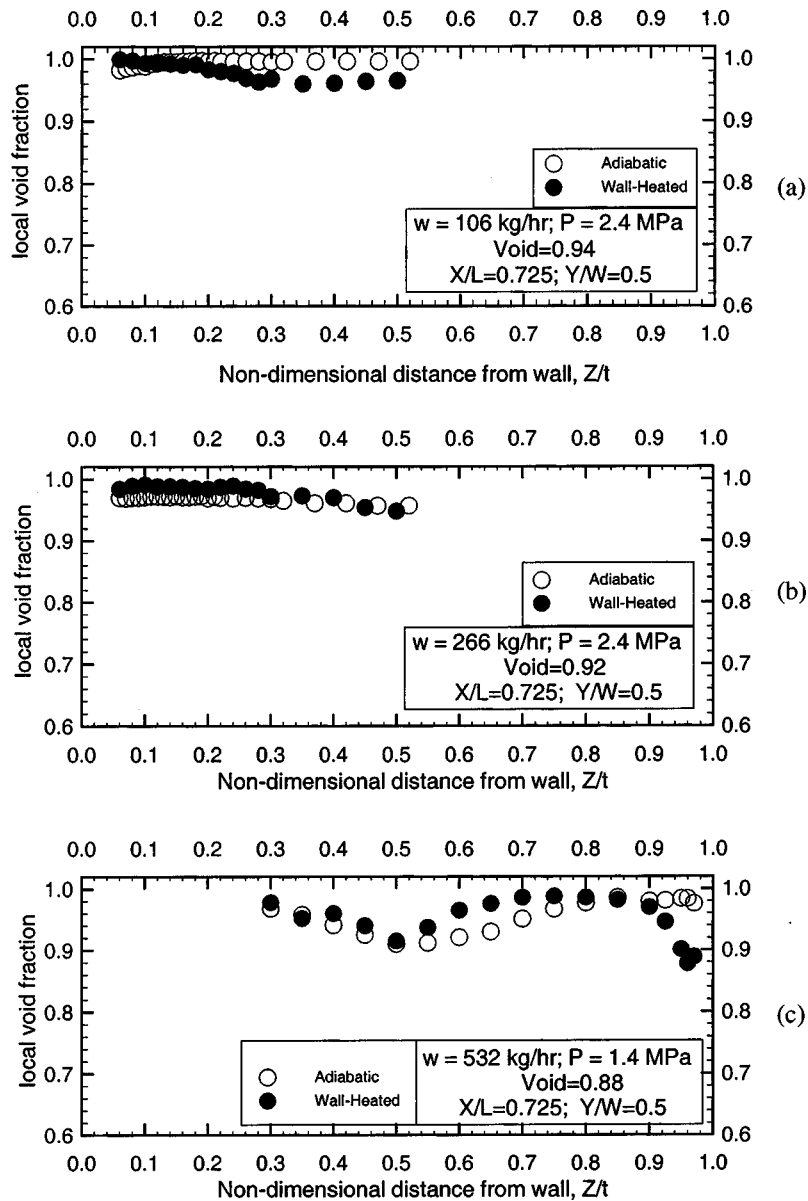 0.0 0.1 0.2 0.3 0.4 0.5 0.6 0.7 0.8 0.9 1.0
1.0 1.0
0.9 0.9
0.8 0.8
0.7 0.7
0.6 0.6
local void fraction
Adiabatic
Wall-Heated
w = 106 kg/hr; P = 2.4 MPa
Void=0.94
X/L=0.725; Y/W=0.5
(a)
0.0 0.1 0.2 0.3 0.4 0.5 0.6 0.7 0.8 0.9 1.0
Non-dimensional distance from wall, Z/t
0.0 0.1 0.2 0.3 0.4 0.5 0.6 0.7 0.8 0.9 1.0
1.0 1.0
0.9 0.9
0.8 0.8
0.7 0.7
0.6 0.6
local void fraction
Adiabatic
Wall-Heated
w = 266 kg/hr; P = 2.4 MPa
Void=0.92
X/L=0.725; Y/W=0.5
(b)
0.0 0.1 0.2 0.3 0.4 0.5 0.6 0.7 0.8 0.9 1.0
Non-dimensional distance from wall, Z/t
0.0 0.1 0.2 0.3 0.4 0.5 0.6 0.7 0.8 0.9 1.0
1.0 1.0
0.9 0.9
0.8 0.8
0.7 0.7
0.6 0.6
local void fraction
Adiabatic
Wall-Heated
w = 532 kg/hr; P = 1.4 MPa
Void=0.88
X/L=0.725; Y/W=0.5
(c)
0.0 0.1 0.2 0.3 0.4 0.5 0.6 0.7 0.8 0.9 1.0
Non-dimensional distance from wall, Z/t